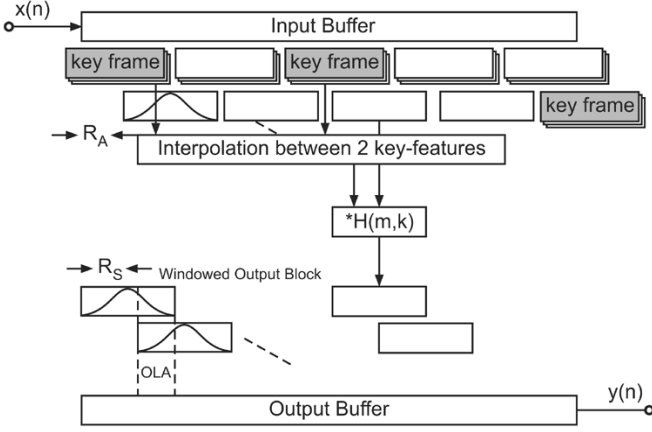 x(n)
Input Buffer
key frame
key frame
key frame
R_A
Interpolation between 2 key-features
*H(m,k)
R_S
Windowed Output Block
OLA
y(n)
Output Buffer